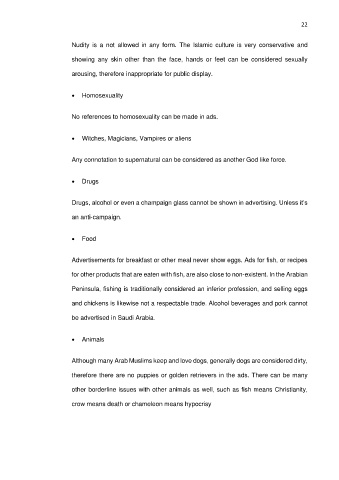 22
Nudity is a not allowed in any form. The Islamic culture is very conservative and
showing any skin other than the face, hands or feet can be considered sexually
arousing, therefore inappropriate for public display.
• Homosexuality
No references to homosexuality can be made in ads.
• Witches, Magicians, Vampires or aliens
Any connotation to supernatural can be considered as another God like force.
• Drugs
Drugs, alcohol or even a champaign glass cannot be shown in advertising. Unless it's
an anti-campaign.
• Food
Advertisements for breakfast or other meal never show eggs. Ads for fish, or recipes
for other products that are eaten with fish, are also close to non-existent. In the Arabian
Peninsula, fishing is traditionally considered an inferior profession, and selling eggs
and chickens is likewise not a respectable trade. Alcohol beverages and pork cannot
be advertised in Saudi Arabia.
• Animals
Although many Arab Muslims keep and love dogs, generally dogs are considered dirty,
therefore there are no puppies or golden retrievers in the ads. There can be many
other borderline issues with other animals as well, such as fish means Christianity,
crow means death or chameleon means hypocrisy